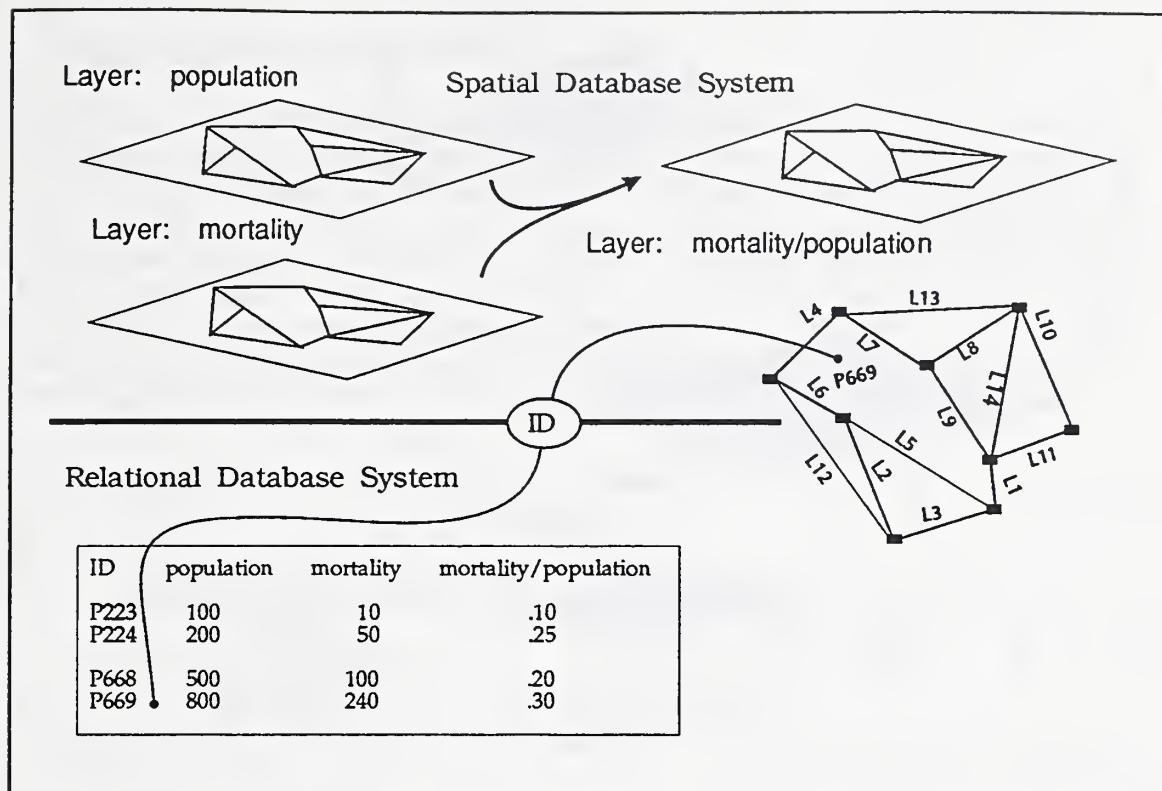 Layer: population
Spatial Database System
Layer: mortality
Layer: mortality/population
L13
L4
L7
L8
L10
P669
L6
L14
L9
ID
L5
L11
L12
L2
L1
L3
Relational Database System
ID population mortality mortality/population
P223 100 10 .10
P224 200 50 .25
P668 500 100 .20
P669 800 240 .30